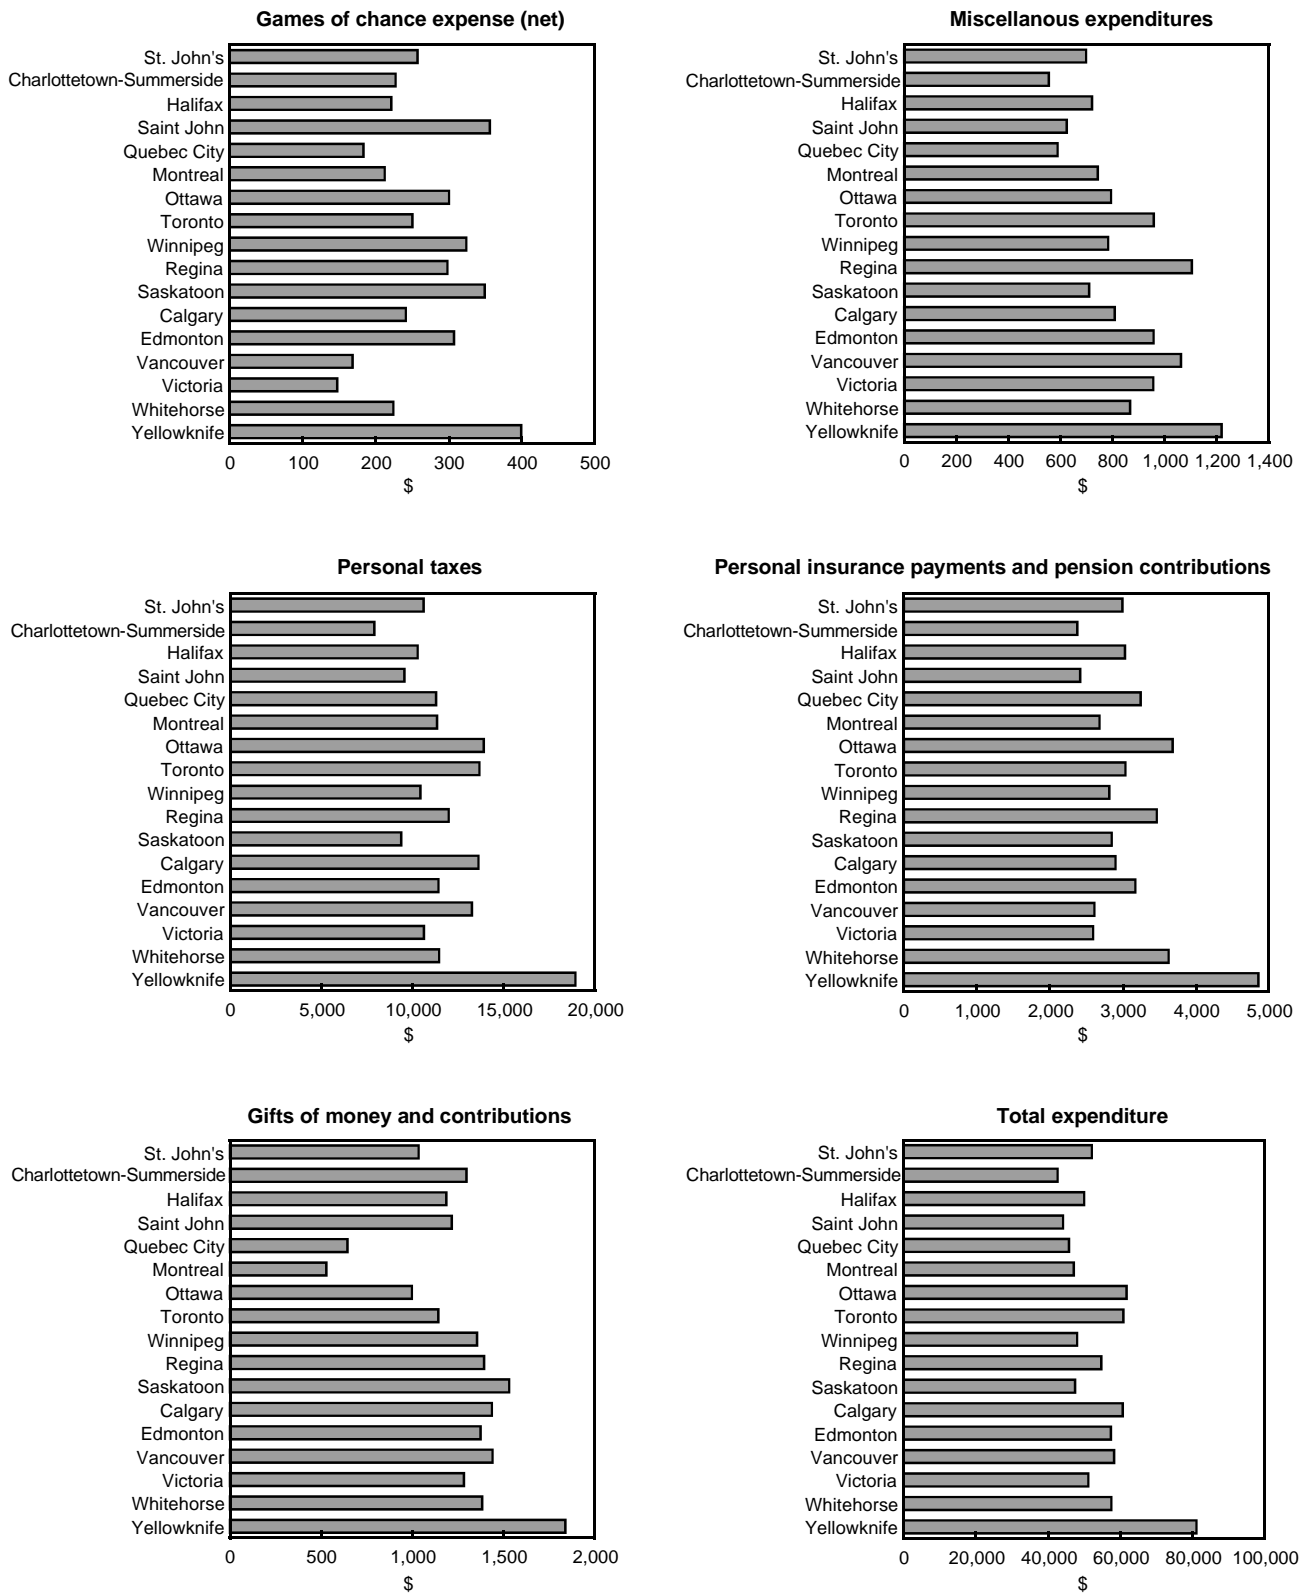 Games of chance expense (net)
St. John's
Charlottetown-Summerside
Halifax
Saint John
Quebec City
Montreal
Ottawa
Toronto
Winnipeg
Regina
Saskatoon
Calgary
Edmonton
Vancouver
Victoria
Whitehorse
Yellowknife
0 100 200 300 400 500
$
Miscellanous expenditures
St. John's
Charlottetown-Summerside
Halifax
Saint John
Quebec City
Montreal
Ottawa
Toronto
Winnipeg
Regina
Saskatoon
Calgary
Edmonton
Vancouver
Victoria
Whitehorse
Yellowknife
0 200 400 600 800 1,000 1,200 1,400
$
Personal taxes
St. John's
Charlottetown-Summerside
Halifax
Saint John
Quebec City
Montreal
Ottawa
Toronto
Winnipeg
Regina
Saskatoon
Calgary
Edmonton
Vancouver
Victoria
Whitehorse
Yellowknife
0 5,000 10,000 15,000 20,000
$
Personal insurance payments and pension contributions
St. John's
Charlottetown-Summerside
Halifax
Saint John
Quebec City
Montreal
Ottawa
Toronto
Winnipeg
Regina
Saskatoon
Calgary
Edmonton
Vancouver
Victoria
Whitehorse
Yellowknife
0 1,000 2,000 3,000 4,000 5,000
$
Gifts of money and contributions
St. John's
Charlottetown-Summerside
Halifax
Saint John
Quebec City
Montreal
Ottawa
Toronto
Winnipeg
Regina
Saskatoon
Calgary
Edmonton
Vancouver
Victoria
Whitehorse
Yellowknife
0 500 1,000 1,500 2,000
$
Total expenditure
St. John's
Charlottetown-Summerside
Halifax
Saint John
Quebec City
Montreal
Ottawa
Toronto
Winnipeg
Regina
Saskatoon
Calgary
Edmonton
Vancouver
Victoria
Whitehorse
Yellowknife
0 20,000 40,000 60,000 80,000 100,000
$